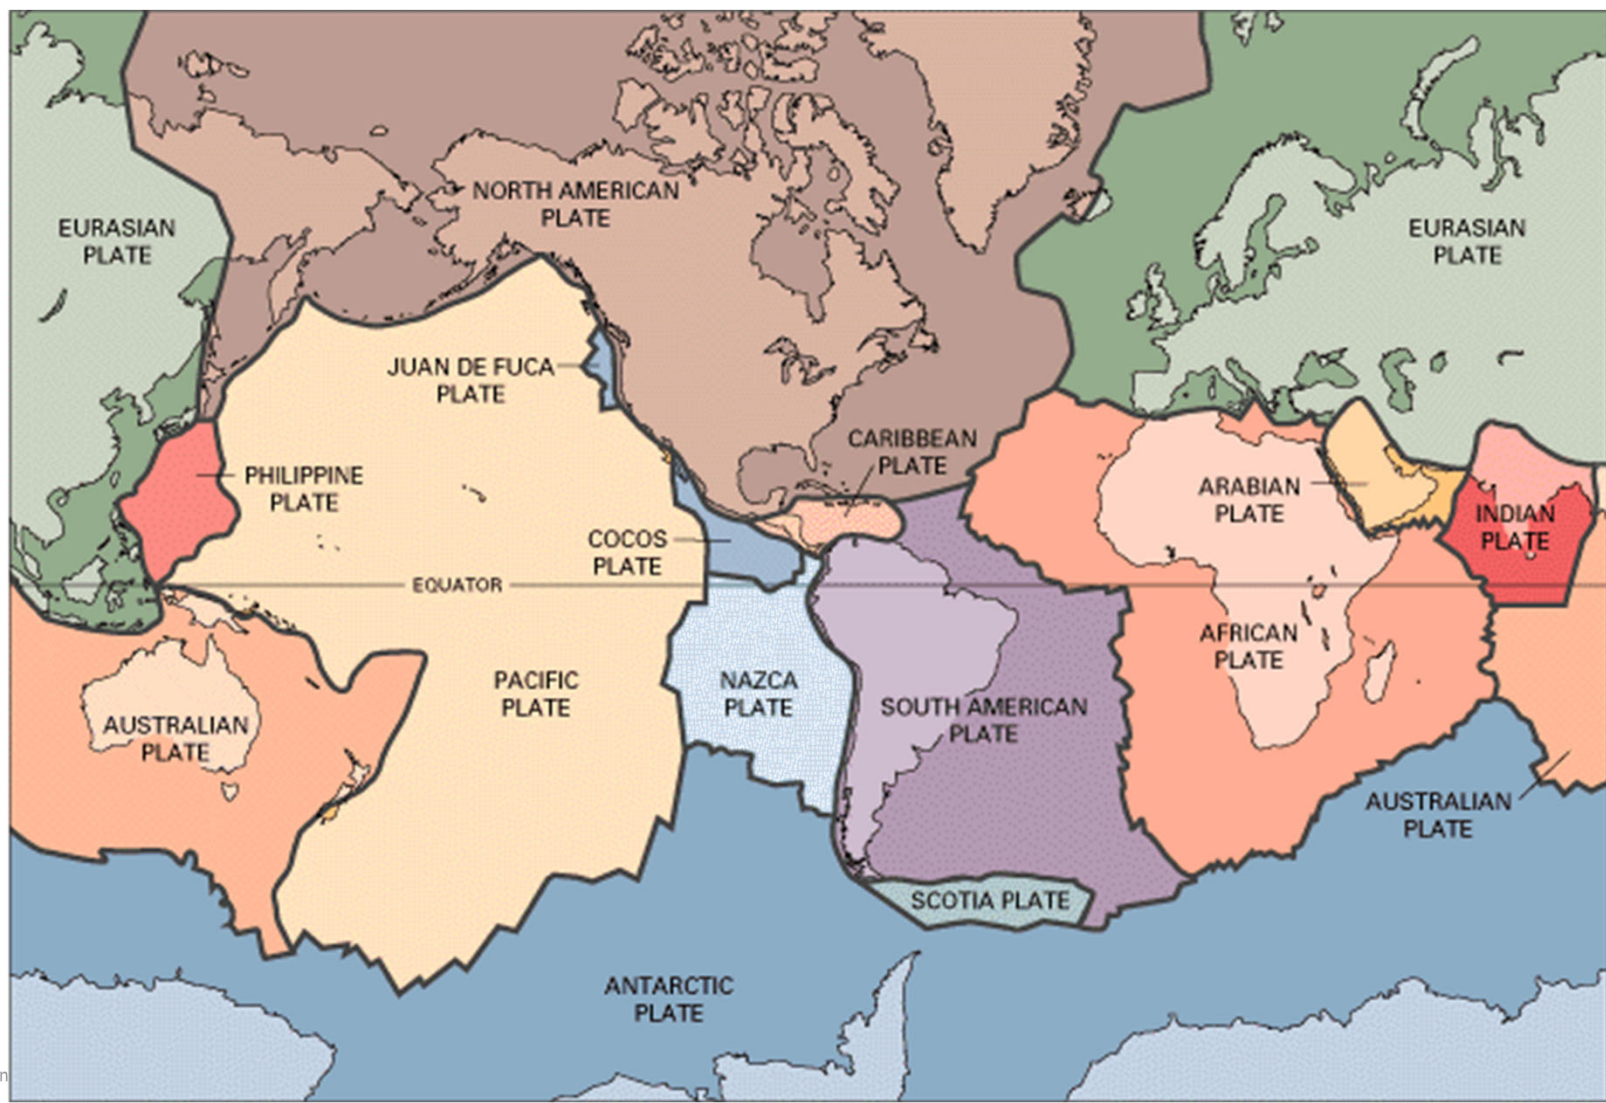 NORTH AMERICAN
PLATE
EURASIAN
PLATE
EURASIAN
PLATE
JUAN DE FUCA
PLATE
CARIBBEAN
PLATE
PHILIPPINE
PLATE
ARABIAN
PLATE
INDIAN
PLATE
COCOS
PLATE
EQUATOR
AFRICAN
PLATE
PACIFIC
PLATE
NAZCA
PLATE
SOUTH AMERICAN
PLATE
AUSTRALIAN
PLATE
AUSTRALIAN
PLATE
SCOTIA PLATE
ANTARCTIC
PLATE
n